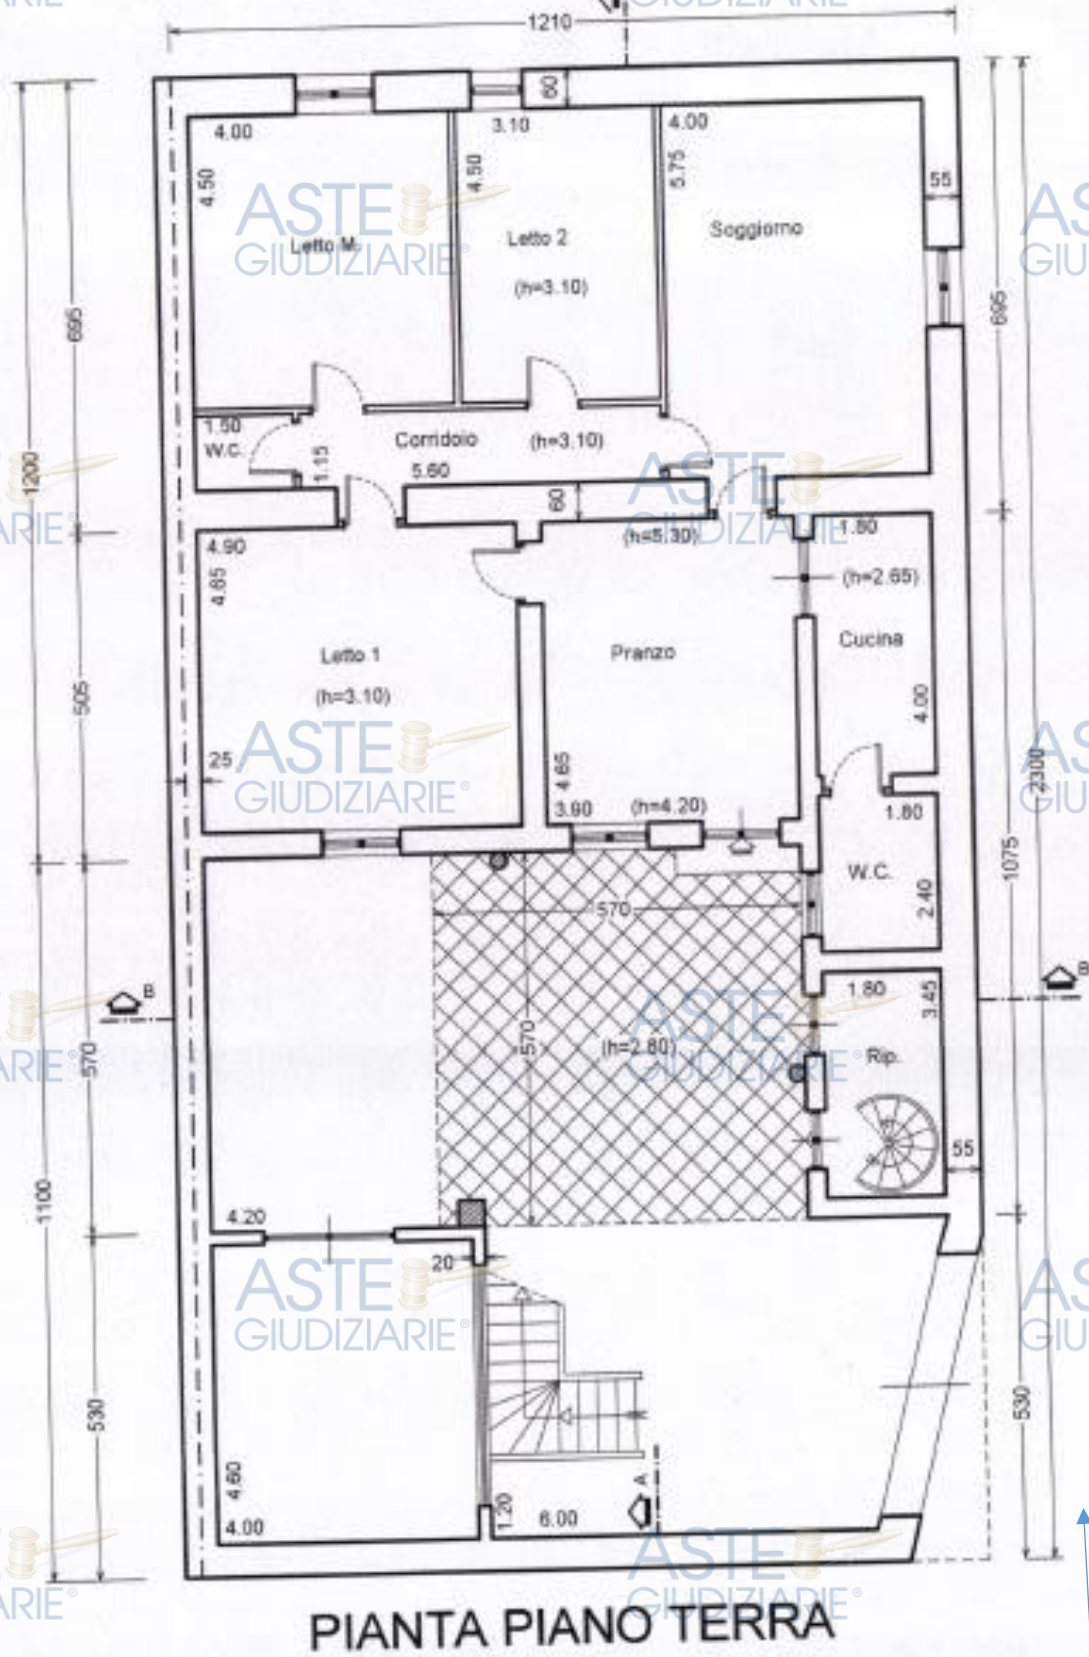 1210
60
4.00
3.10
4.00
4.50
4.50
5.75
55
Letto M.
Letto 2
Soggiorno
(h=3.10)
695
695
1.50
W.C.
Corridoio
(h=3.10)
1.15
5.60
1200
60
4.90
(h=5.30)
1.80
4.65
(h=2.65)
Letto 1
Pranzo
Cucina
(h=3.10)
505
4.00
25
4.65
3.90
(h=4.20)
1.80
2300
1075
W.C.
570
2.40
B
B
1.80
3.45
570
570
(h=2.80)
Rip.
55
1100
4.20
20
530
530
4.60
4.00
1.20
6.00
A
PIANTA PIANO TERRA
ASTE
GIUDIZIARIE®